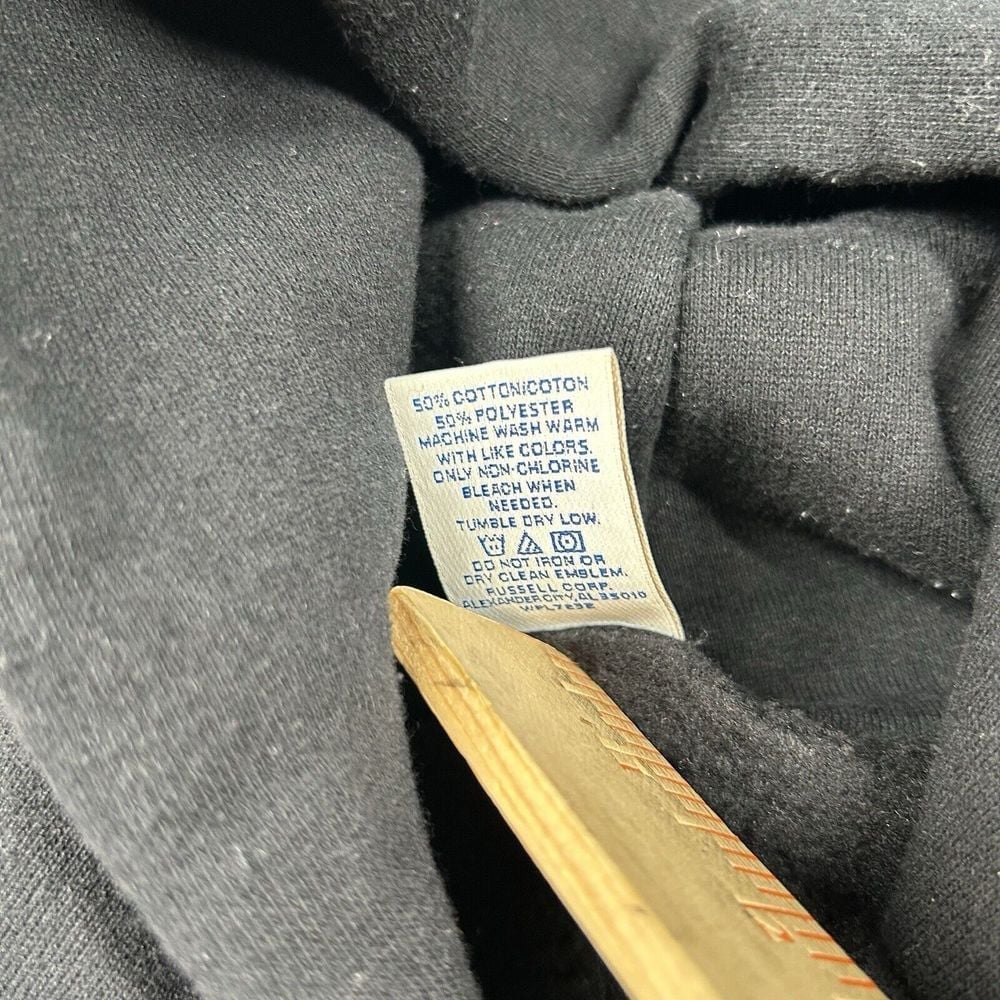 50% COTTON/COTON
50% POLYESTER
MACHINE WASH WARM
WITH LIKE COLORS.
ONLY NON-CHLORINE
BLEACH WHEN
NEEDED.
TUMBLE DRY LOW.
DO NOT IRON OR
DRY CLEAN EMBLEM.
RUSSELL CORP.
ALEXANDER CITY, AL 35010
WPL7232